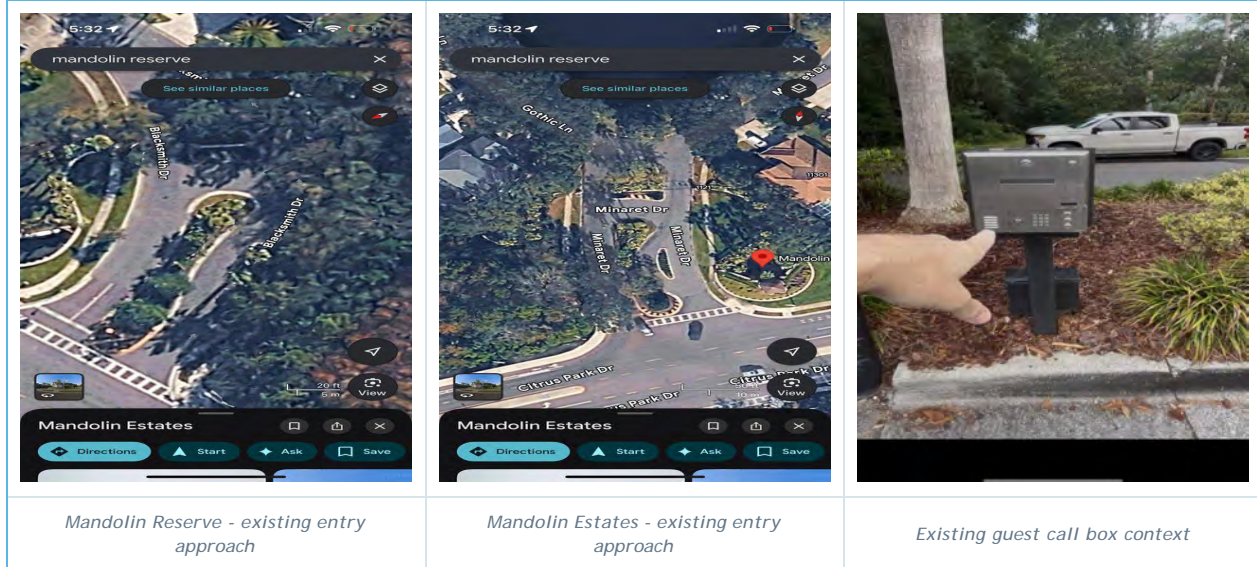 5:32
mandolin reserve
See similar places
Blacksmith Dr
Blacksmith Dr
20 ft
5 m
View
Mandolin Estates
Directions
Start
Ask
Save
Mandolin Reserve - existing entry
approach
5:32
mandolin reserve
See similar places
Gothic Ln
Minaret Dr
Minaret Dr
Minaret Dr
Mandolin
Citrus Park Dr
View
Mandolin Estates
Directions
Start
Ask
Save
Mandolin Estates - existing entry
approach
Existing guest call box context